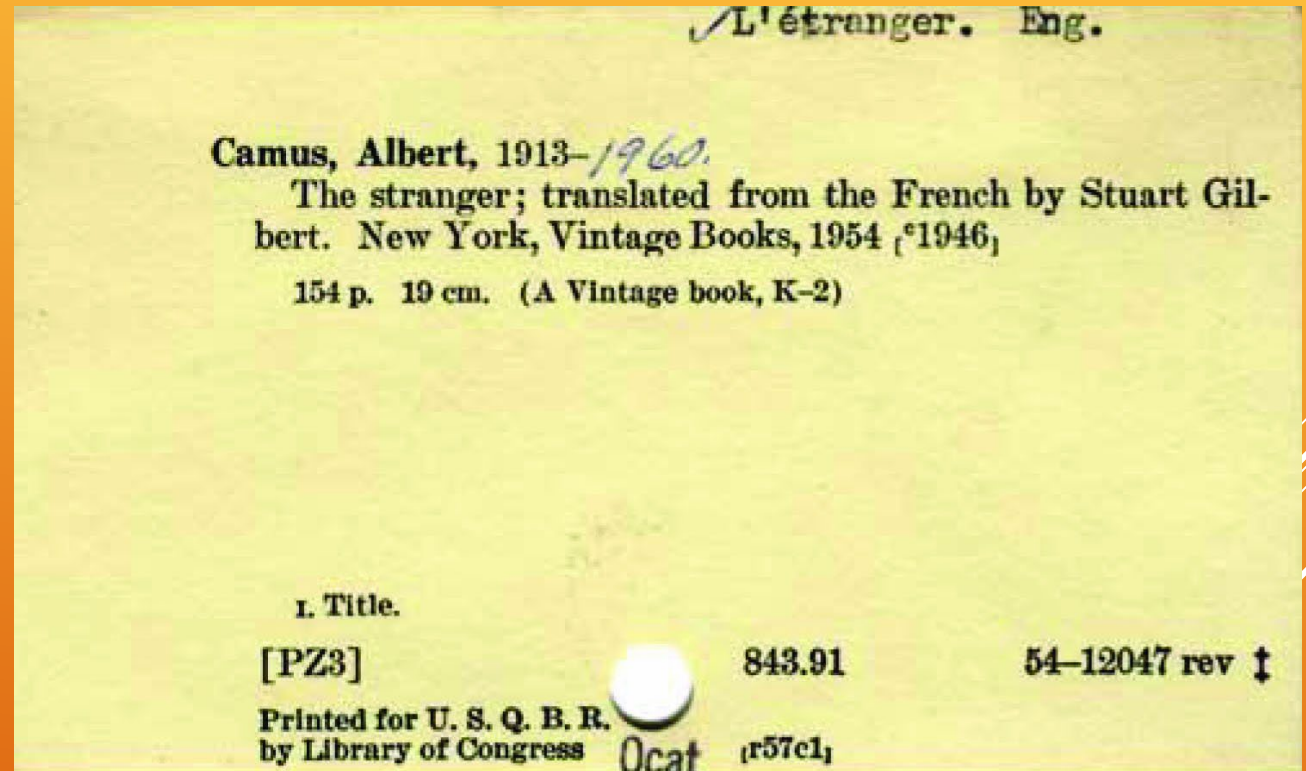 L'étranger. Eng.
Camus, Albert, 1913–1960.
The stranger; translated from the French by Stuart Gil-
bert. New York, Vintage Books, 1954 [ᶜ1946]
154 p. 19 cm. (A Vintage book, K–2)
I. Title.
[PZ3] 843.91 54–12047 rev ‡
Printed for U. S. Q. B. R.
by Library of Congress Ocat [r57c1]